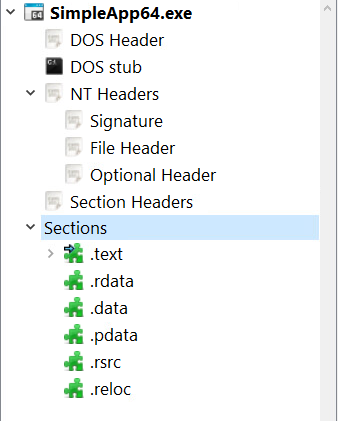 SimpleApp64.exe
DOS Header
DOS stub
NT Headers
Signature
File Header
Optional Header
Section Headers
Sections
.text
.rdata
.data
.pdata
.rsrc
.reloc